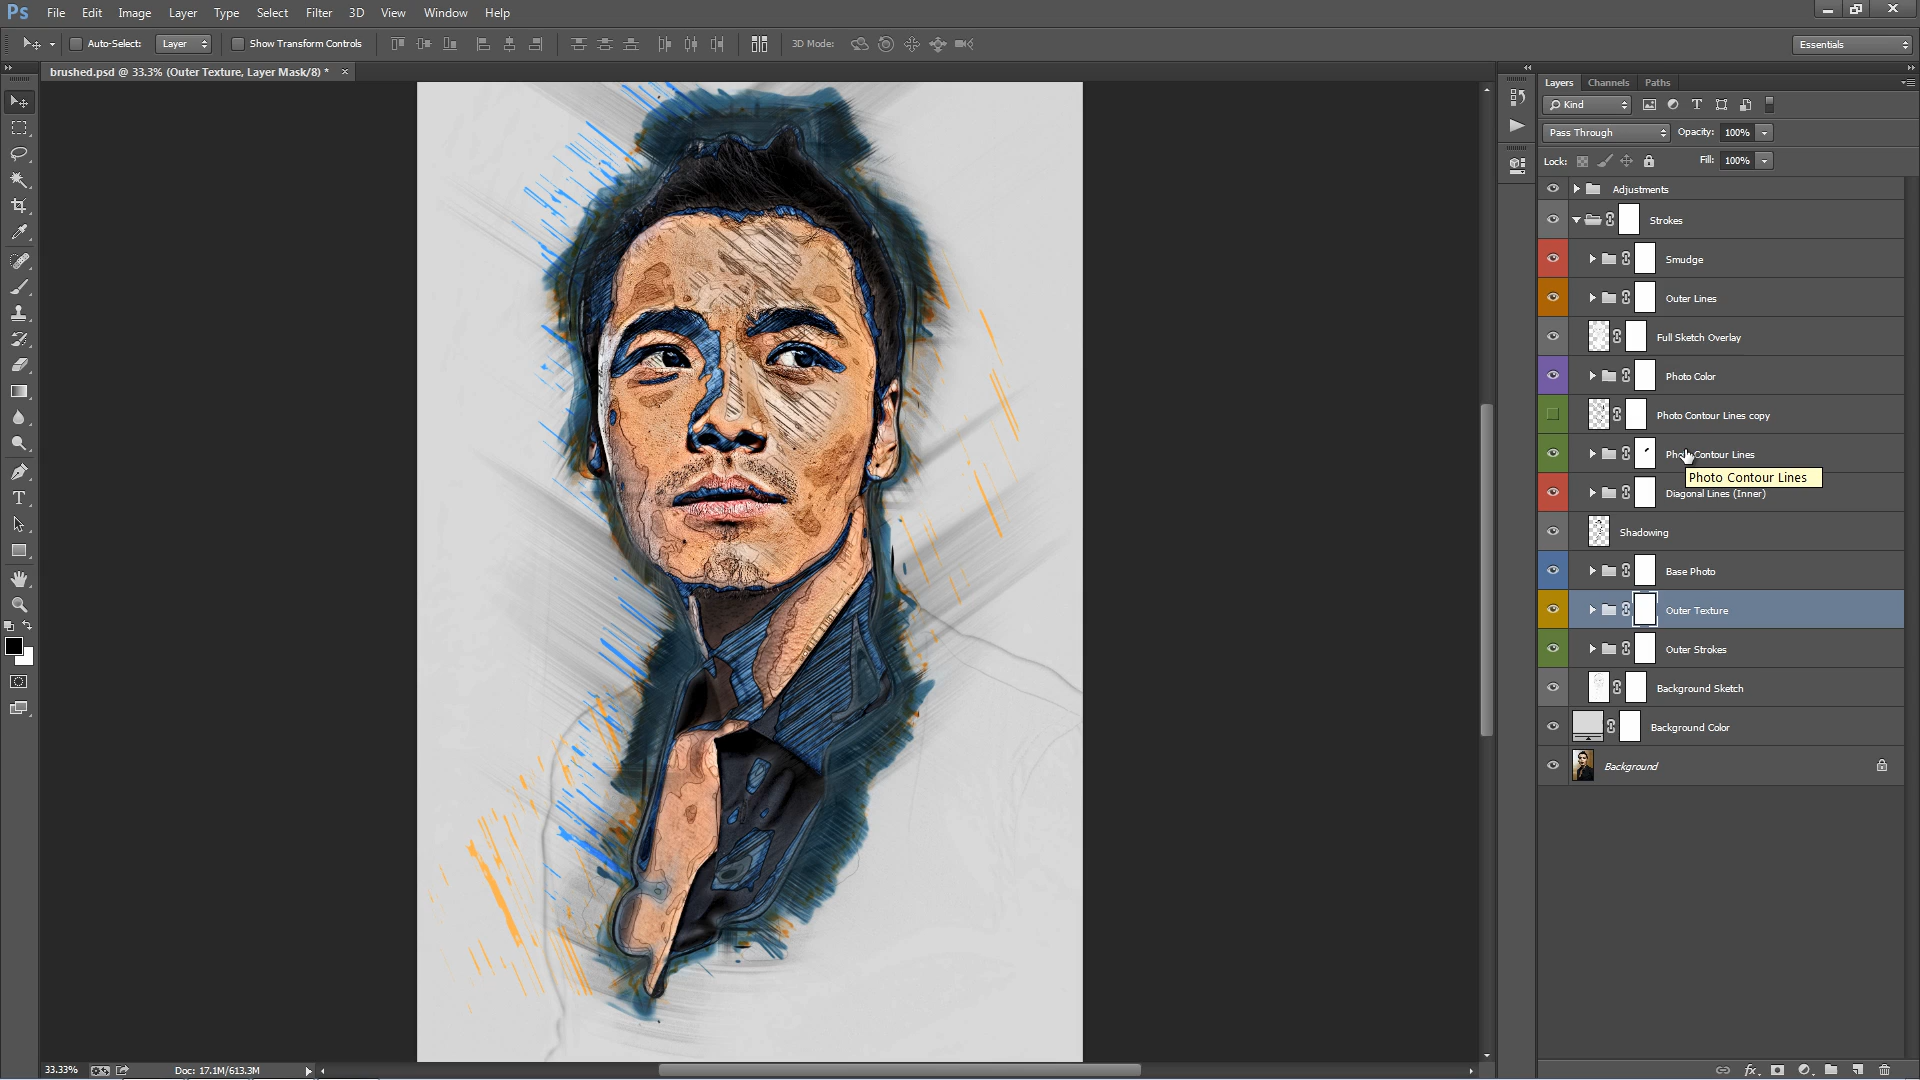 Ps File Edit Image Layer Type Select Filter 3D View Window Help
Auto-Select: Layer Show Transform Controls 3D Mode: Essentials
brushed.psd @ 33.3% (Outer Texture, Layer Mask/8) * ×
Layers Channels Paths
Kind
Pass Through Opacity: 100%
Lock: Fill: 100%
Adjustments
Strokes
Smudge
Outer Lines
Full Sketch Overlay
Photo Color
Photo Contour Lines copy
Photo Contour Lines
Photo Contour Lines
Diagonal Lines (Inner)
Shadowing
Base Photo
Outer Texture
Outer Strokes
Background Sketch
Background Color
Background
33.33% Doc: 17.1M/613.3M